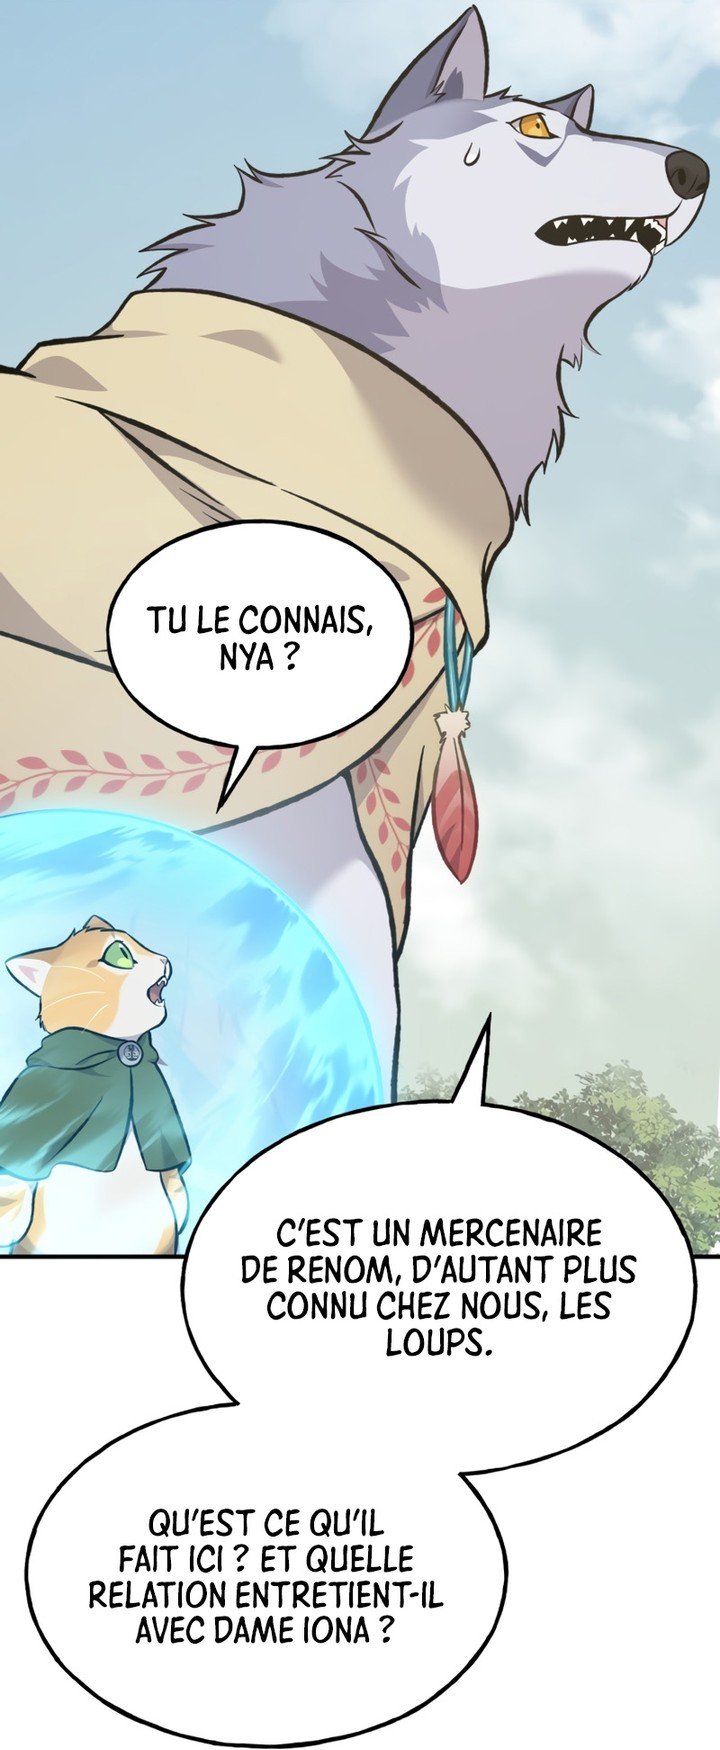 TU LE CONNAIS,
NYA ?
C'EST UN MERCENAIRE
DE RENOM, D'AUTANT PLUS
CONNU CHEZ NOUS, LES
LOUPS.
QU'EST CE QU'IL
FAIT ICI ? ET QUELLE
RELATION ENTRETIENT-IL
AVEC DAME IONA ?